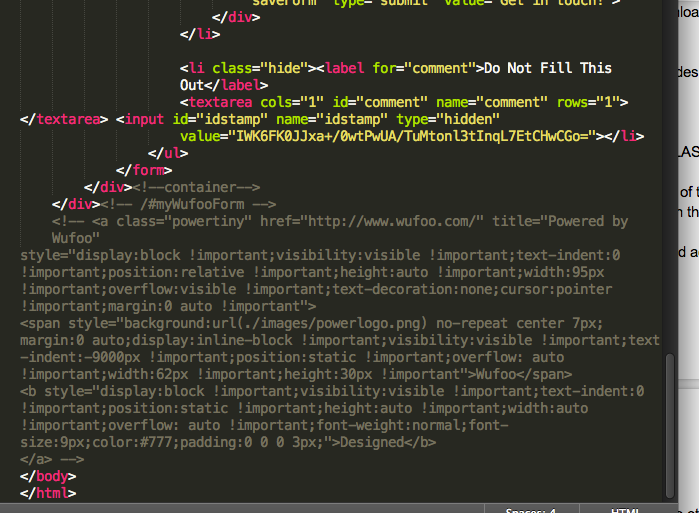 saveForm" type="submit" value="Get in touch!">
</div>
</li>
<li class="hide"><label for="comment">Do Not Fill This
Out</label>
<textarea cols="1" id="comment" name="comment" rows="1">
</textarea> <input id="idstamp" name="idstamp" type="hidden"
value="IWK6FK0JJxa+/0wtPwUA/TuMtonl3tInqL7EtCHwCGo="></li>
</ul>
</form>
</div><!--container-->
</div><!-- /#myWufooForm -->
<!-- <a class="powertiny" href="http://www.wufoo.com/" title="Powered by
Wufoo"
style="display:block !important;visibility:visible !important;text-indent:0
!important;position:relative !important;height:auto !important;width:95px
!important;overflow:visible !important;text-decoration:none;cursor:pointer
!important;margin:0 auto !important">
<span style="background:url(./images/powerlogo.png) no-repeat center 7px;
margin:0 auto;display:inline-block !important;visibility:visible !important;text
-indent:-9000px !important;position:static !important;overflow: auto
!important;width:62px !important;height:30px !important">Wufoo</span>
<b style="display:block !important;visibility:visible !important;text-indent:0
!important;position:static !important;height:auto !important;width:auto
!important;overflow: auto !important;font-weight:normal;font-
size:9px;color:#777;padding:0 0 0 3px;">Designed</b>
</a> -->
</body>
</html>
Spaces: 4 HTML
nloa
des
LAS
of t
n th
d a